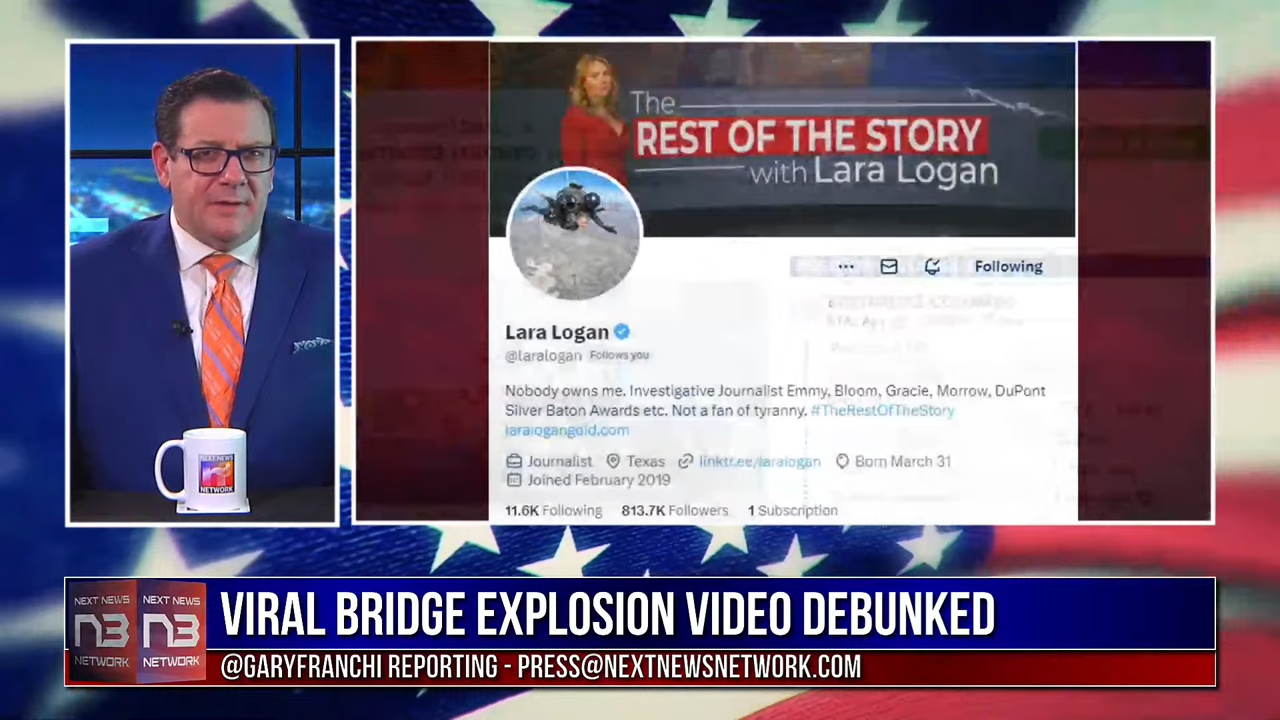 The
REST OF THE STORY
with Lara Logan
Following
Lara Logan
@laralogan Follows you
Nobody owns me. Investigative Journalist Emmy, Bloom, Gracie, Morrow, DuPont
Silver Baton Awards etc. Not a fan of tyranny. #TheRestOfTheStory
laralogangold.com
Journalist Texas linktr.ee/laralogan Born March 31
Joined February 2019
11.6K Following 813.7K Followers 1 Subscription
NEXT NEWS
NETWORK
NEXT NEWS NEXT NEWS
NETWORK NETWORK
VIRAL BRIDGE EXPLOSION VIDEO DEBUNKED
@GARYFRANCHI REPORTING - PRESS@NEXTNEWSNETWORK.COM